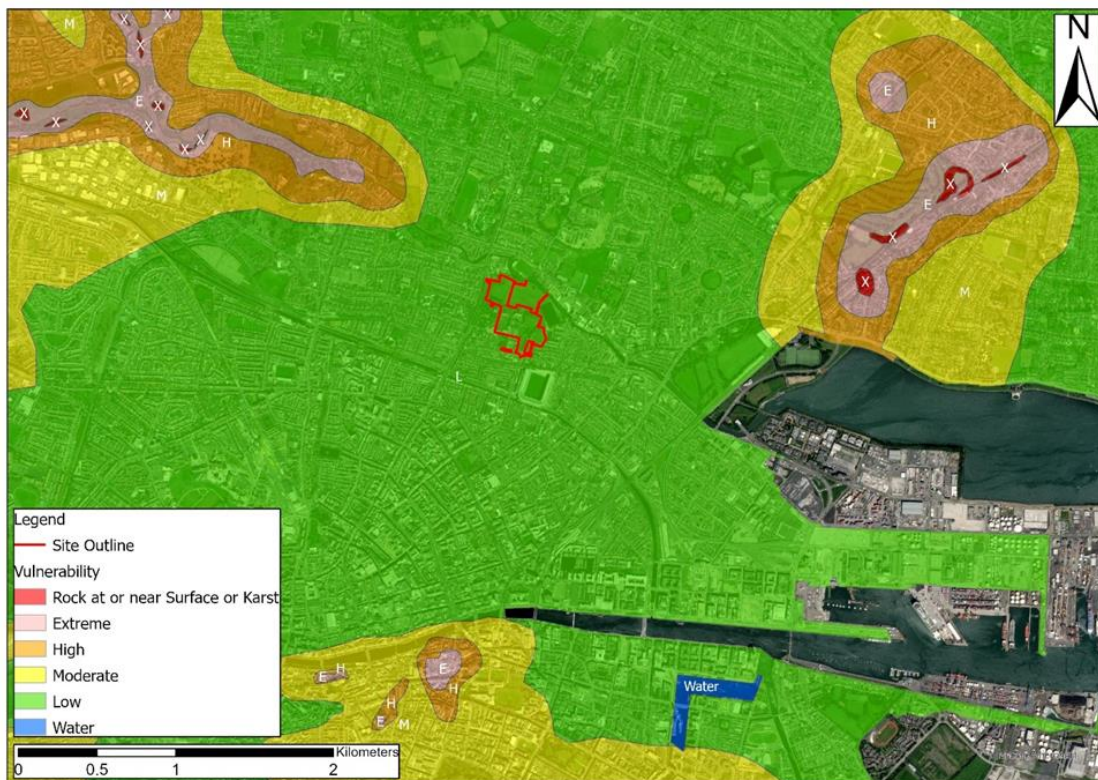 M
X
X
X
N
E
X
X
X
X
X
X
X
H
M
E
H
X
X
E
X
X
M
L
Legend
Site Outline
Vulnerability
Rock at or near Surface or Karst
Extreme
High
Moderate
Low
Water
H
E
E
H
H
E
M
Water
Kilometers
0 0.5 1 2